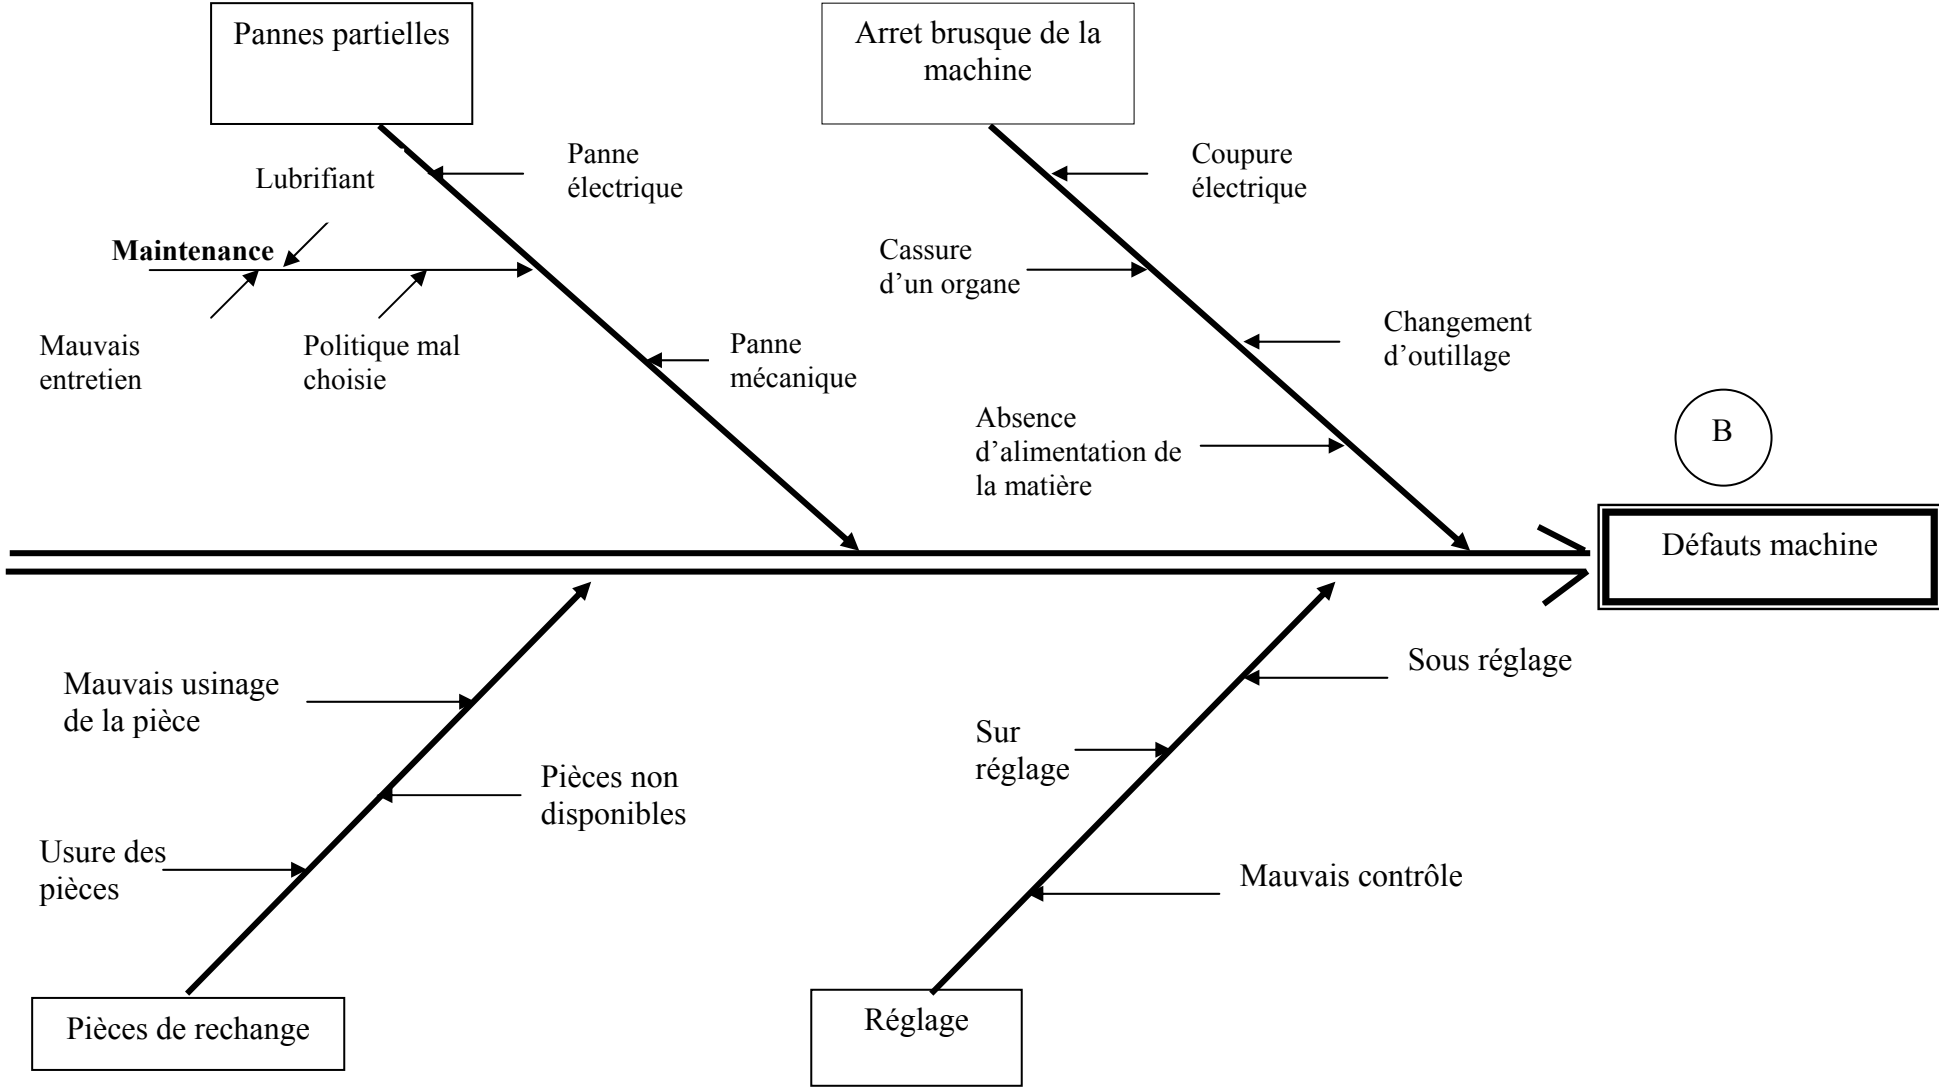 Pannes partielles
Arret brusque de la
machine
Panne
électrique
Lubrifiant
Maintenance
Mauvais
entretien
Politique mal
choisie
Panne
mécanique
Coupure
électrique
Cassure
d’un organe
Changement
d’outillage
Absence
d’alimentation de
la matière
B
Défauts machine
Mauvais usinage
de la pièce
Pièces non
disponibles
Usure des
pièces
Pièces de rechange
Sous réglage
Sur
réglage
Mauvais contrôle
Réglage